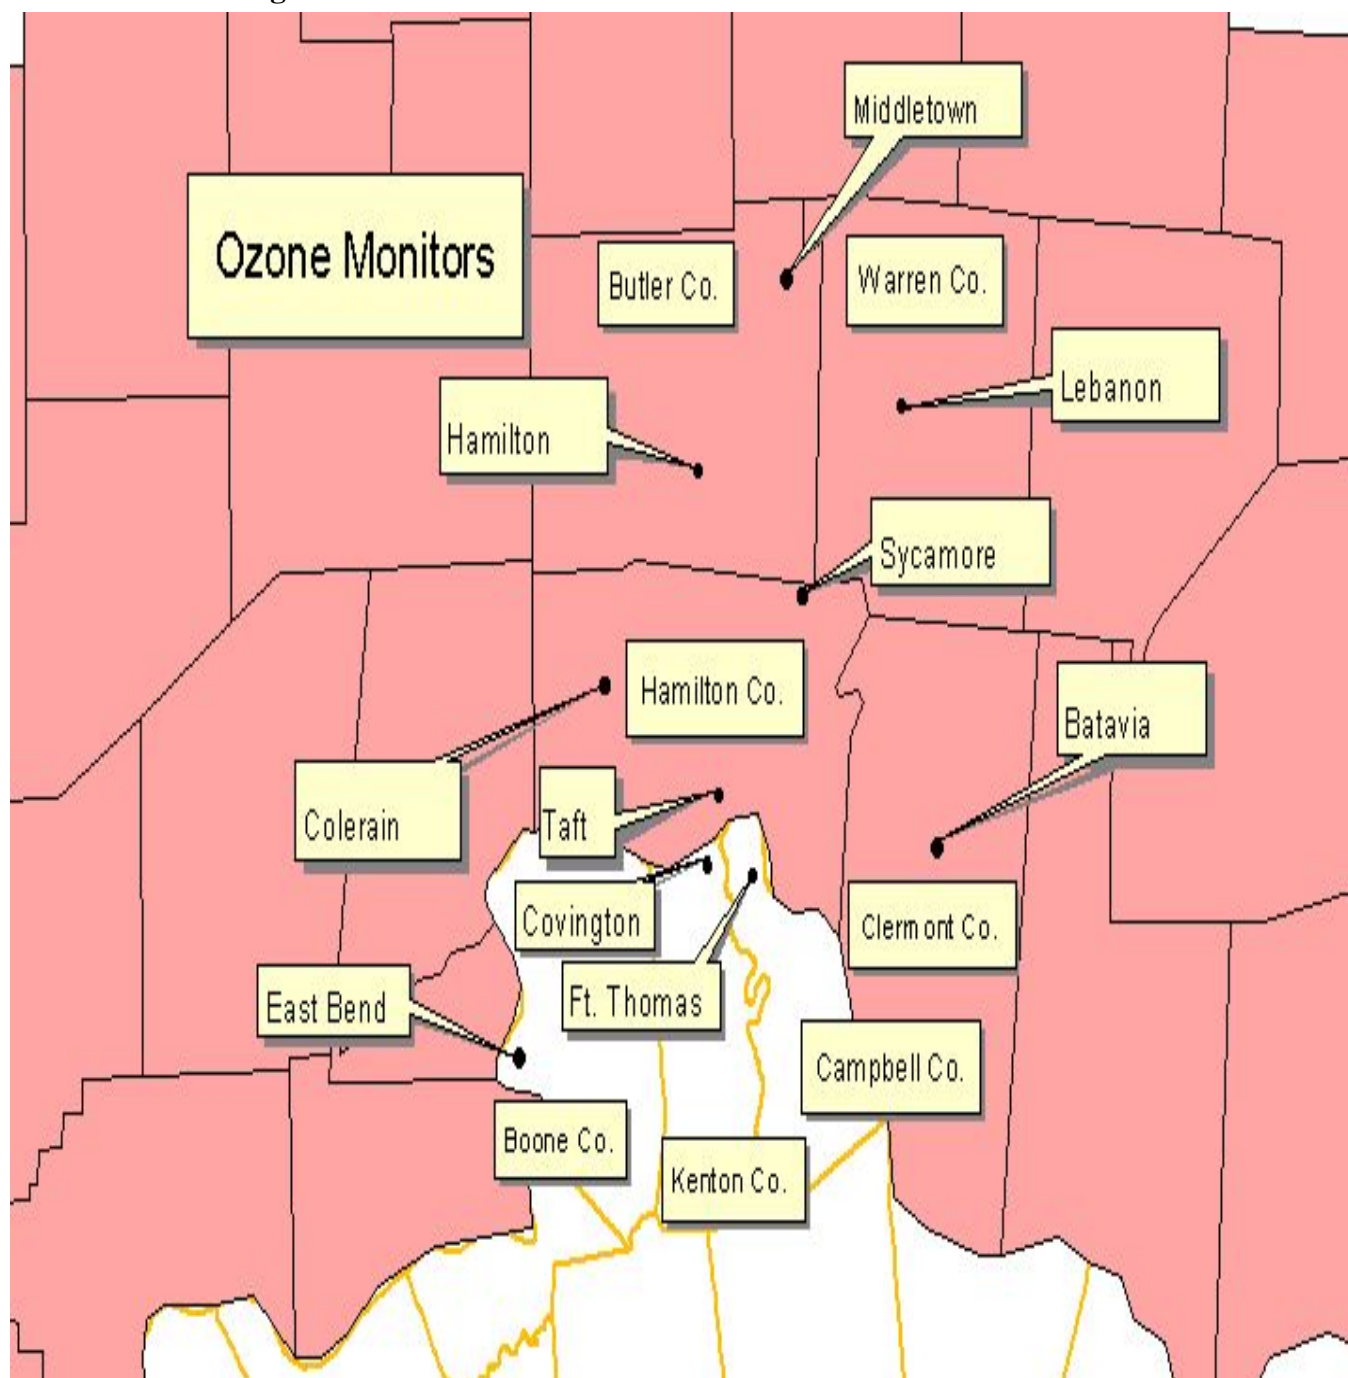 Middletown
Ozone Monitors
Butler Co.
Warren Co.
Lebanon
Hamilton
Sycamore
Hamilton Co.
Batavia
Colerain
Taft
Covington
Clermont Co.
East Bend
Ft. Thomas
Campbell Co.
Boone Co.
Kenton Co.